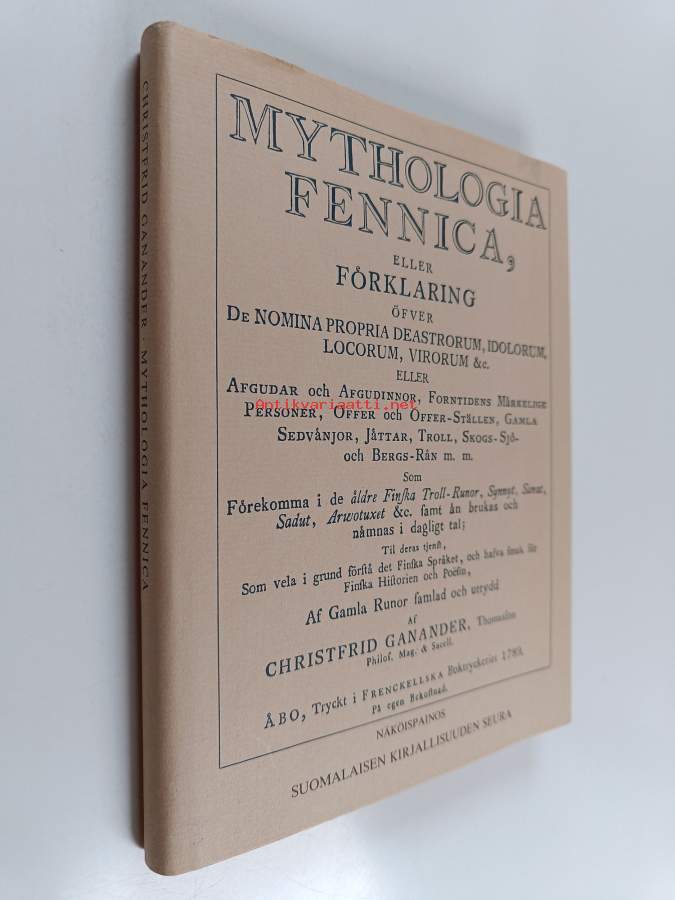 CHRISTFRID GANANDER · MYTHOLOGIA FENNICA
MYTHOLOGIA
FENNICA,
ELLER
FÖRKLARING
ÖFVER
DE NOMINA PROPRIA DEASTRORUM, IDOLORUM,
LOCORUM, VIRORUM &c.
ELLER
AFGUDAR och AFGUDINNOR, FORNTIDENS MÄRKELIGE
PERSONER, OFFER och OFFER-STÄLLEN, GAMLA
SEDVÅNJOR, JÄTTAR, TROLL, SKOGS- SJÖ-
och BERGS-RÅN m. m.
Som
Förekomma i de äldre Finſka Troll-Runor, Synnyt, Sanat,
Sadut, Arwotuxet &c. ſamt än brukas och
nämnas i dagligt tal;
Til deras tjenſt,
Som vela i grund förſtå det Finſka Språket, och hafva ſmak för
Finſka Hiſtorien och Poëſin,
Af Gamla Runor ſamlad och uttydd
AF
CHRISTFRID GANANDER, Thomasſon
Philoſ. Mag. & Sacell.
ÅBO, Tryckt i FRENCKELLSKA Boktryckeriet 1789.
På egen Bekoſtnad.
NÄKÖISPAINOS
SUOMALAISEN KIRJALLISUUDEN SEURA
Antikvariaatti.net